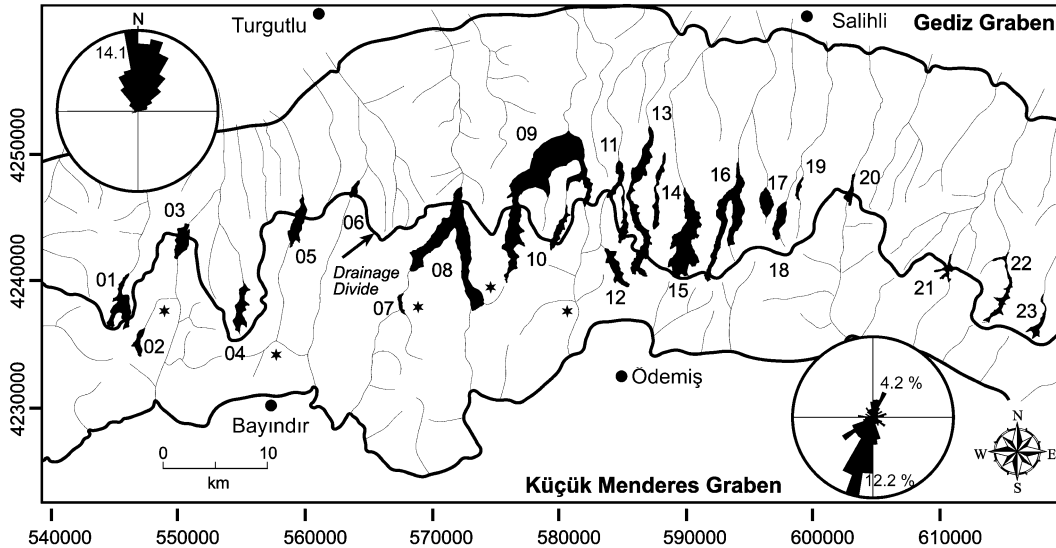 N
14.1
Turgutlu
Salihli
Gediz Graben
13
09
11
19
16
17
14
20
03
06
05
Drainage
Divide
08
10
18
22
01
21
12
15
07
23
02
04
Ödemiş
4.2 %
Bayındır
0 10
km
N
W E
S
12.2 %
Küçük Menderes Graben
4250000
4240000
4230000
540000 550000 560000 570000 580000 590000 600000 610000